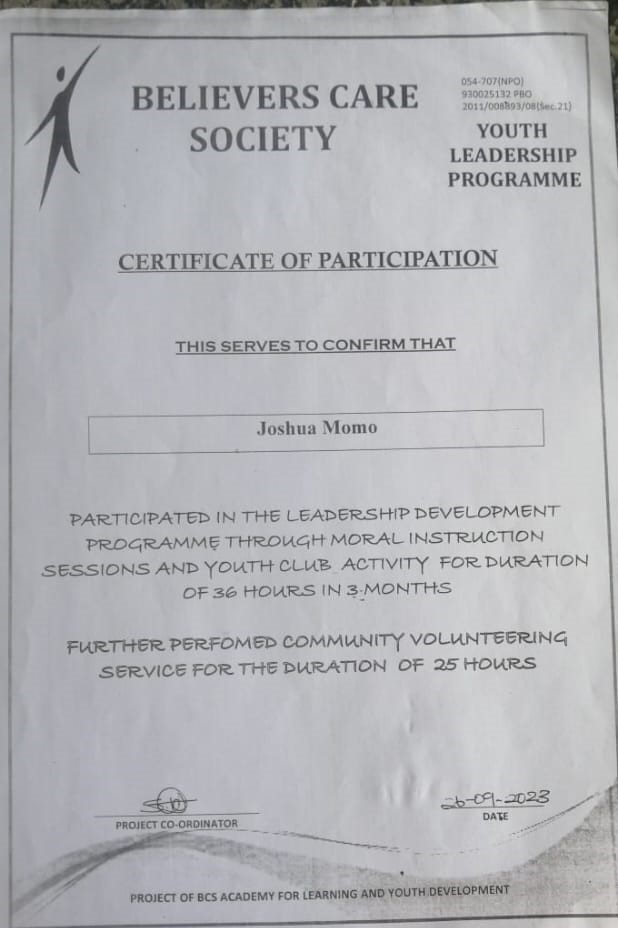 BELIEVERS CARE
SOCIETY
054-707(NPO)
930025132 PBO
2011/008893/08(Sec.21)
YOUTH
LEADERSHIP
PROGRAMME
CERTIFICATE OF PARTICIPATION
THIS SERVES TO CONFIRM THAT
Joshua Momo
PARTICIPATED IN THE LEADERSHIP DEVELOPMENT
PROGRAMME THROUGH MORAL INSTRUCTION
SESSIONS AND YOUTH CLUB ACTIVITY FOR DURATION
OF 36 HOURS IN 3 MONTHS
FURTHER PERFOMED COMMUNITY VOLUNTEERING
SERVICE FOR THE DURATION OF 25 HOURS
26-09-2023
PROJECT CO-ORDINATOR
DATE
PROJECT OF BCS ACADEMY FOR LEARNING AND YOUTH DEVELOPMENT